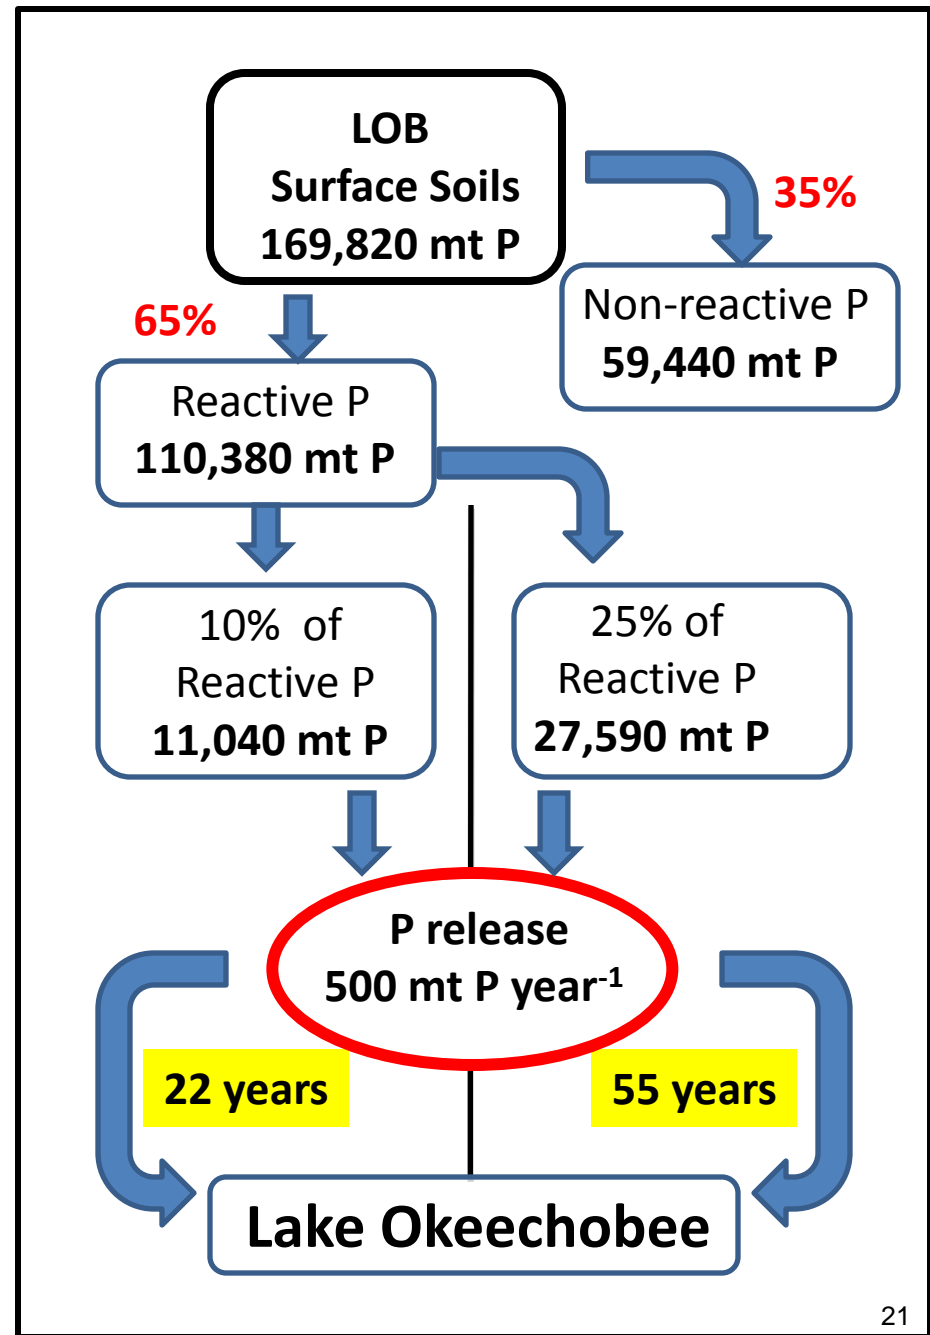 LOB
Surface Soils
169,820 mt P
35%
Non-reactive P
59,440 mt P
65%
Reactive P
110,380 mt P
10% of
Reactive P
11,040 mt P
25% of
Reactive P
27,590 mt P
P release
500 mt P year⁻¹
22 years
55 years
Lake Okeechobee
21